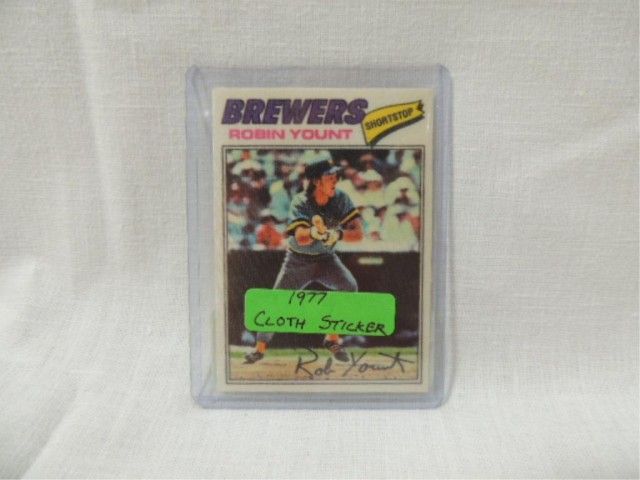 BREWERS
ROBIN YOUNT
SHORTSTOP
1977
CLOTH STICKER
Rob Yount